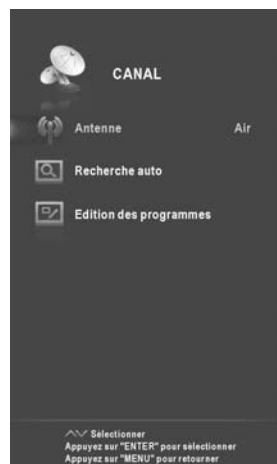 CANAL
Antenne Air
Recherche auto
Edition des programmes
Sélectionner
Appuyez sur "ENTER" pour sélectionner
Appuyez sur "MENU" pour retourner